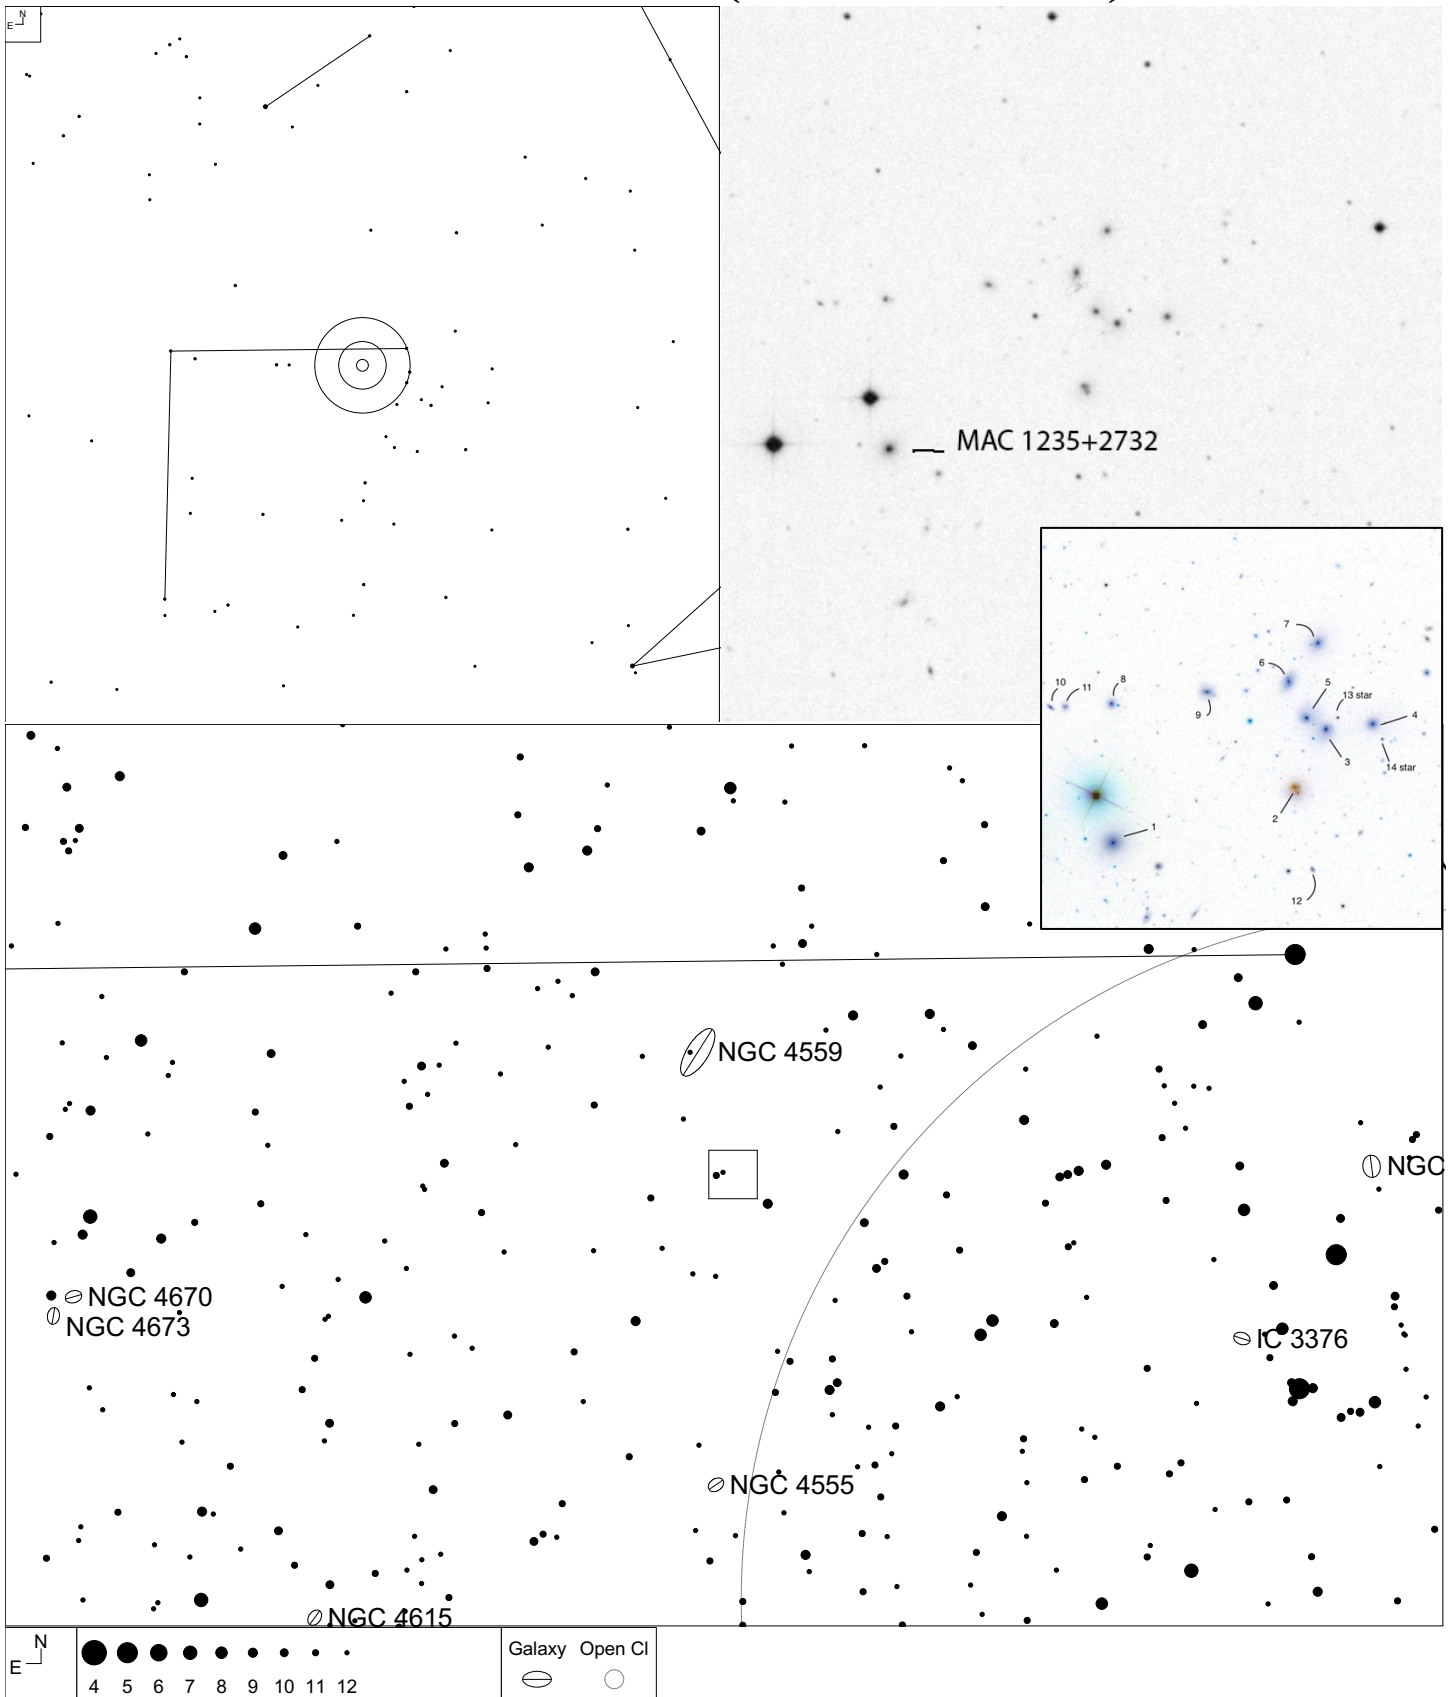 N
E
MAC 1235+2732
7
6
10
11
8
5
13 star
9
4
3
14 star
2
1
12
NGC 4559
NGC
NGC 4670
NGC 4673
IC 3376
NGC 4555
NGC 4615
N
E
Galaxy Open Cl
4 5 6 7 8 9 10 11 12